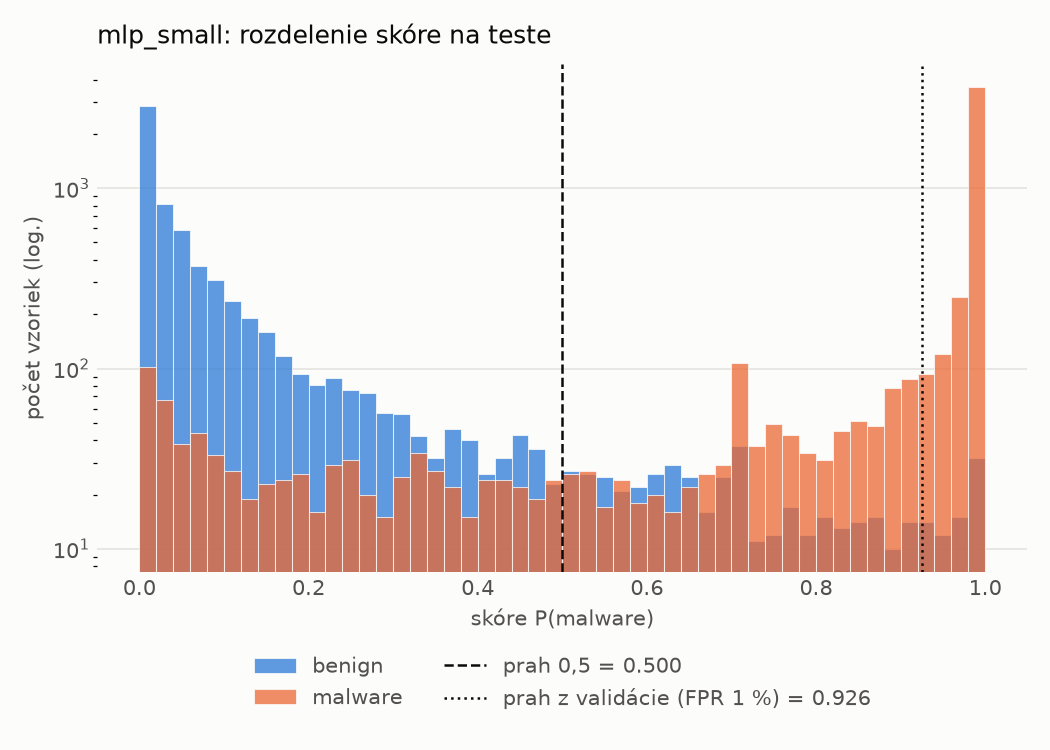 mlp_small: rozdelenie skóre na teste
počet vzoriek (log.)
10³
10²
10¹
0.0 0.2 0.4 0.6 0.8 1.0
skóre P(malware)
benign
malware
prah 0,5 = 0.500
prah z validácie (FPR 1 %) = 0.926